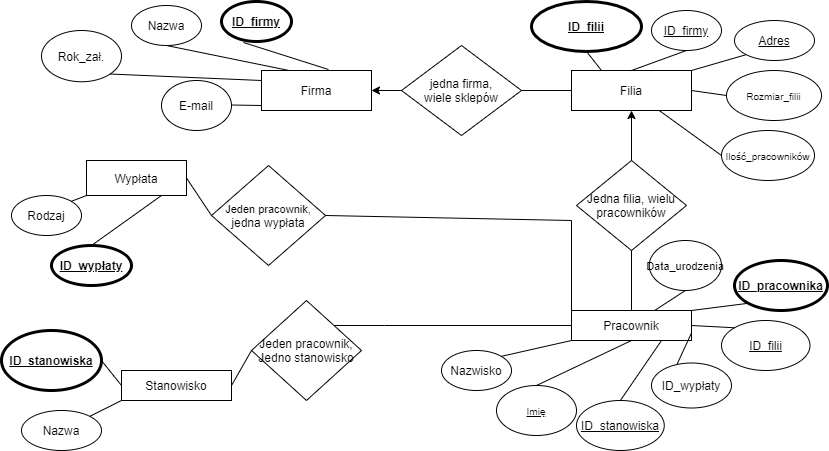 ID_firmy
Nazwa
Rok_zał.
E-mail
Firma
jedna firma,
wiele sklepów
ID_filii
ID_firmy
Adres
Rozmiar_filii
Ilość_pracowników
Filia
Wypłata
Rodzaj
ID_wypłaty
Jeden pracownik,
jedna wypłata
Jedna filia, wielu
pracowników
Data_urodzenia
ID_pracownika
Pracownik
ID_filii
ID_wypłaty
ID_stanowiska
Imię
Nazwisko
Jeden pracownik,
Jedno stanowisko
ID_stanowiska
Stanowisko
Nazwa